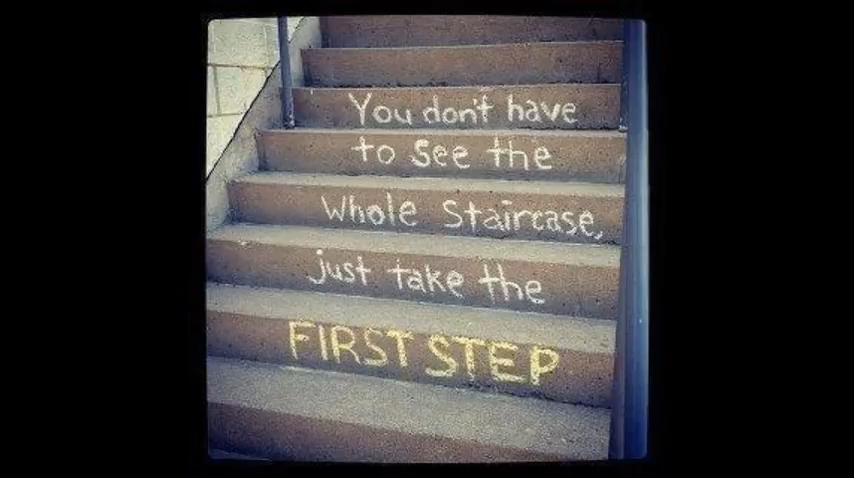 You don't have
to see the
whole Staircase,
just take the
FIRST STEP